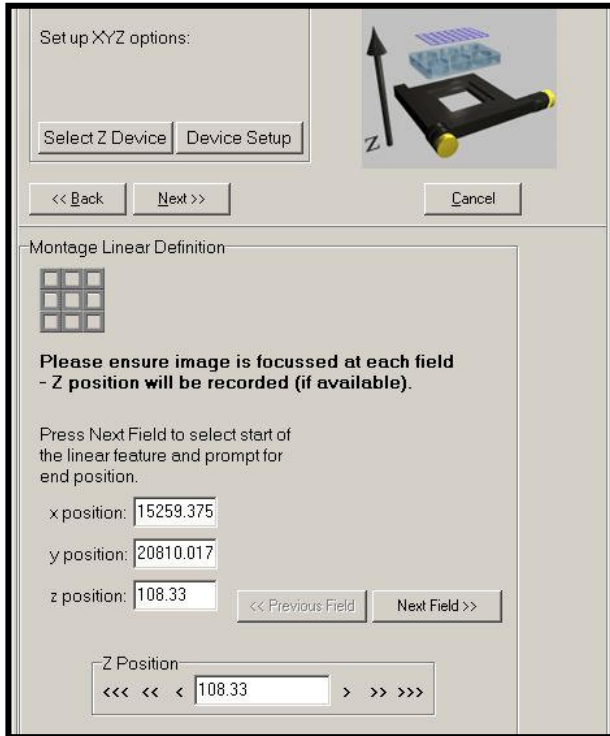 Set up XYZ options:
Z
Select Z Device Device Setup
<< Back Next >> Cancel
Montage Linear Definition
Please ensure image is focussed at each field
- Z position will be recorded (if available).
Press Next Field to select start of
the linear feature and prompt for
end position.
x position: 15259.375
y position: 20810.017
z position: 108.33
<< Previous Field Next Field >>
Z Position
<<< << < 108.33 > >> >>>